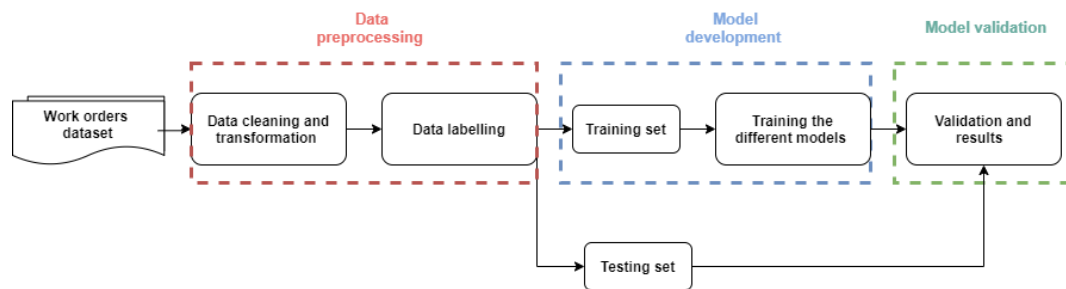 Data
preprocessing
Model
development
Model validation
Work orders
dataset
Data cleaning and
transformation
Data labelling
Training set
Training the
different models
Validation and
results
Testing set